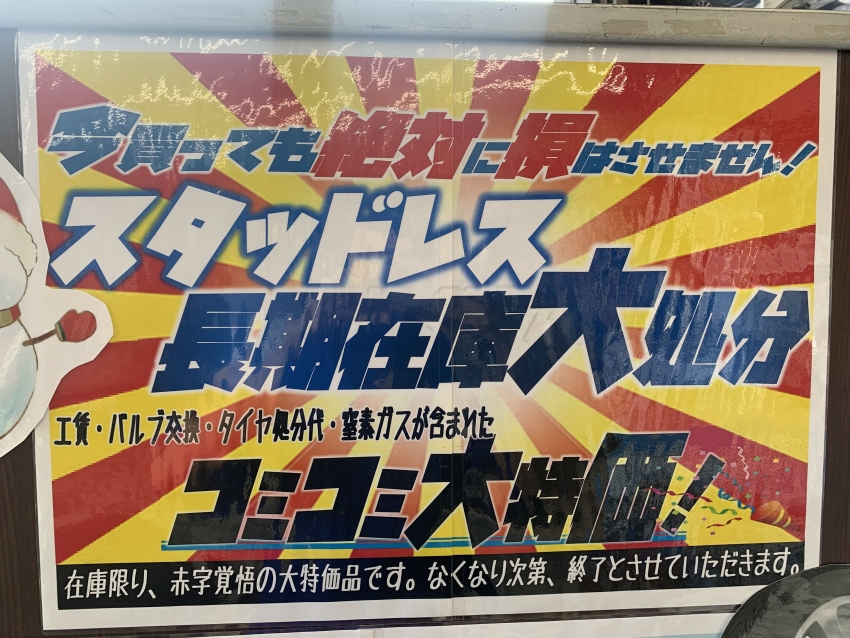 今買っても絶対に損はさせません!
スタッドレス
長期在庫大処分
工賃・バルブ交換・タイヤ処分代・窒素ガスが含まれた
コミコミ大特価!
在庫限り、赤字覚悟の大特価品です。なくなり次第、終了とさせていただきます。